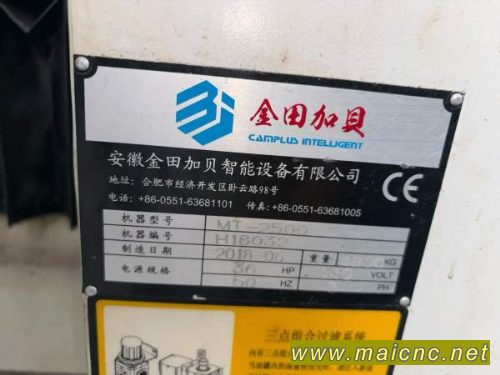 金田加贝
CAMPLUS INTELLIGENT
安徽金田加贝智能设备有限公司
地址: 合肥市经济开发区卧云路98号
电话: +86-0551-63681101 传真: +86-0551-63681005
机器型号 MT-2500
机器编号 H18032
制造日期 2018-06 重量 KG
电源规格 36 HP VOLT
50 HZ PH
CE
三点组合过滤系统
www.maicnc.net